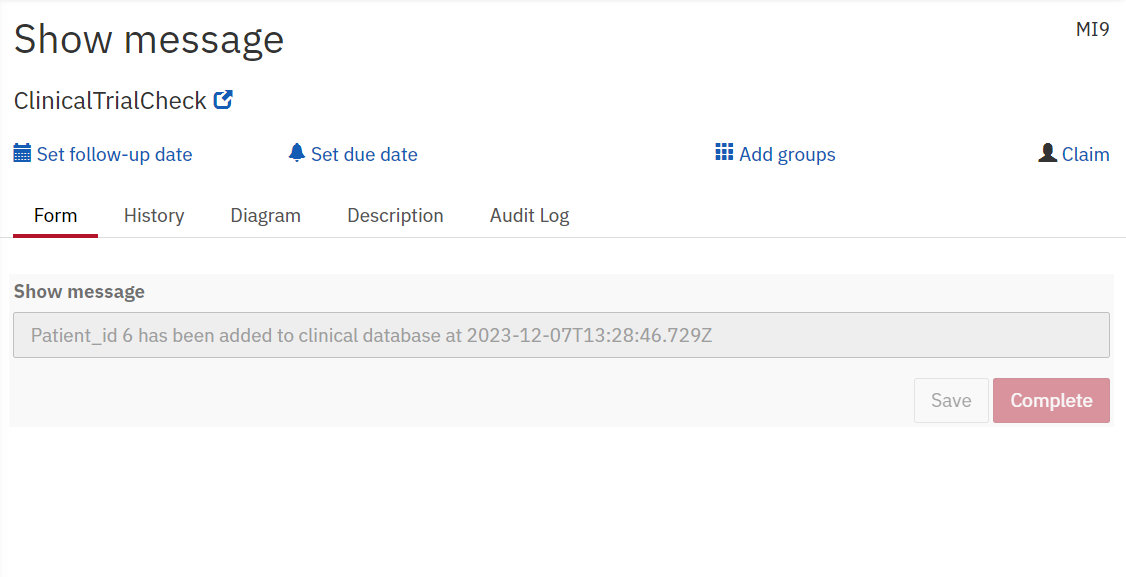 Show message
MI9
ClinicalTrialCheck
Set follow-up date
Set due date
Add groups
Claim
Form
History
Diagram
Description
Audit Log
Show message
Patient_id 6 has been added to clinical database at 2023-12-07T13:28:46.729Z
Save
Complete